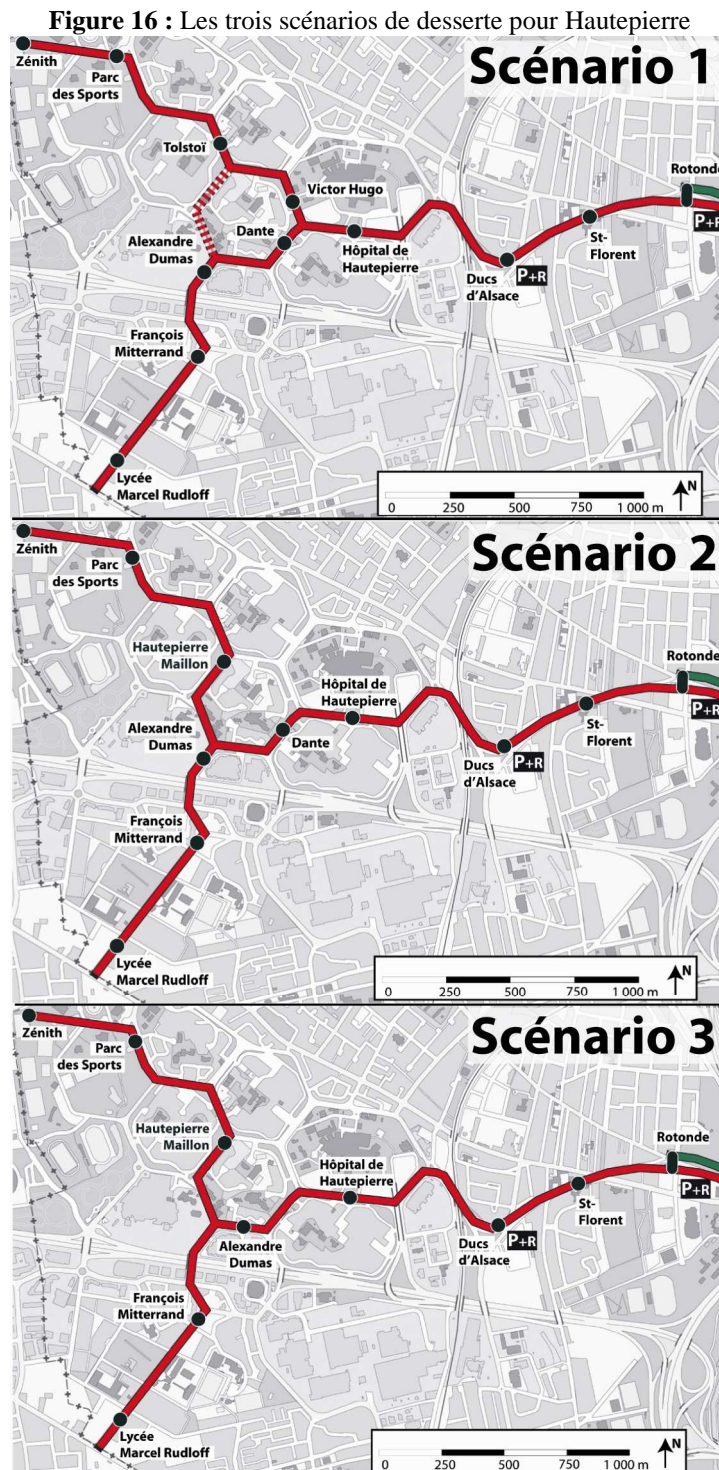 Figure 16 : Les trois scénarios de desserte pour Hautepierre
Scénario 1
Zénith
Parc
des Sports
Tolstoï
Victor Hugo
Rotonde
P+R
Dante
Alexandre
Dumas
Hôpital de
Hautepierre
St-
Florent
Ducs
d'Alsace
P+R
François
Mitterrand
Lycée
Marcel Rudloff
0 250 500 750 1 000 m
N
Scénario 2
Zénith
Parc
des Sports
Hautepierre
Maillon
Rotonde
P+R
Hôpital de
Hautepierre
Alexandre
Dumas
Dante
St-
Florent
Ducs
d'Alsace
P+R
François
Mitterrand
Lycée
Marcel Rudloff
0 250 500 750 1 000 m
N
Scénario 3
Zénith
Parc
des Sports
Hautepierre
Maillon
Rotonde
P+R
Hôpital de
Hautepierre
St-
Florent
Alexandre
Dumas
Ducs
d'Alsace
P+R
François
Mitterrand
Lycée
Marcel Rudloff
0 250 500 750 1 000 m
N